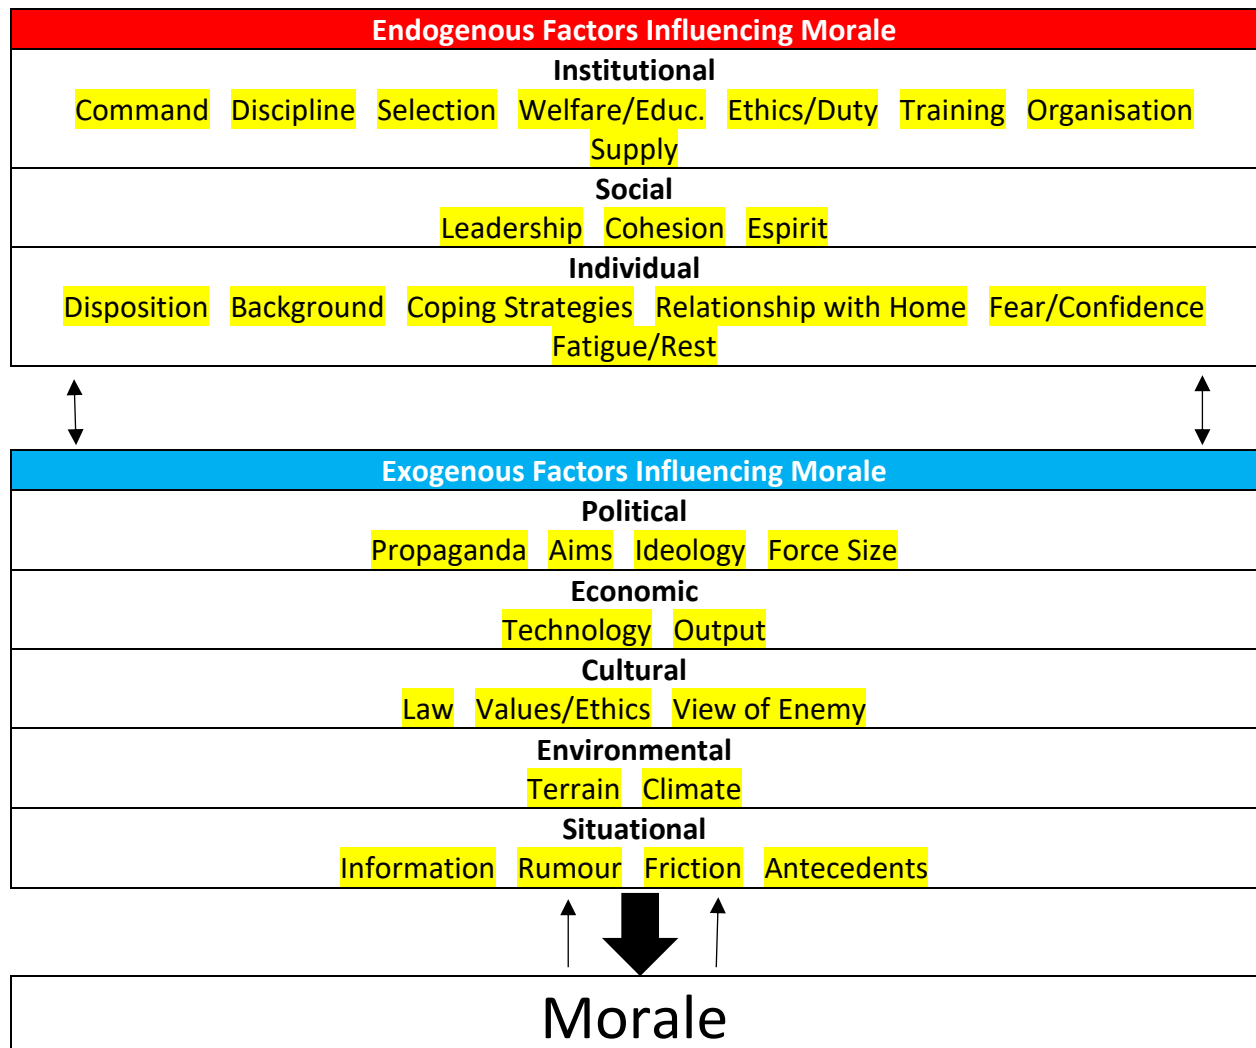 Endogenous Factors Influencing Morale
Institutional
Command Discipline Selection Welfare/Educ. Ethics/Duty Training Organisation
Supply
Social
Leadership Cohesion Espirit
Individual
Disposition Background Coping Strategies Relationship with Home Fear/Confidence
Fatigue/Rest
Exogenous Factors Influencing Morale
Political
Propaganda Aims Ideology Force Size
Economic
Technology Output
Cultural
Law Values/Ethics View of Enemy
Environmental
Terrain Climate
Situational
Information Rumour Friction Antecedents
Morale